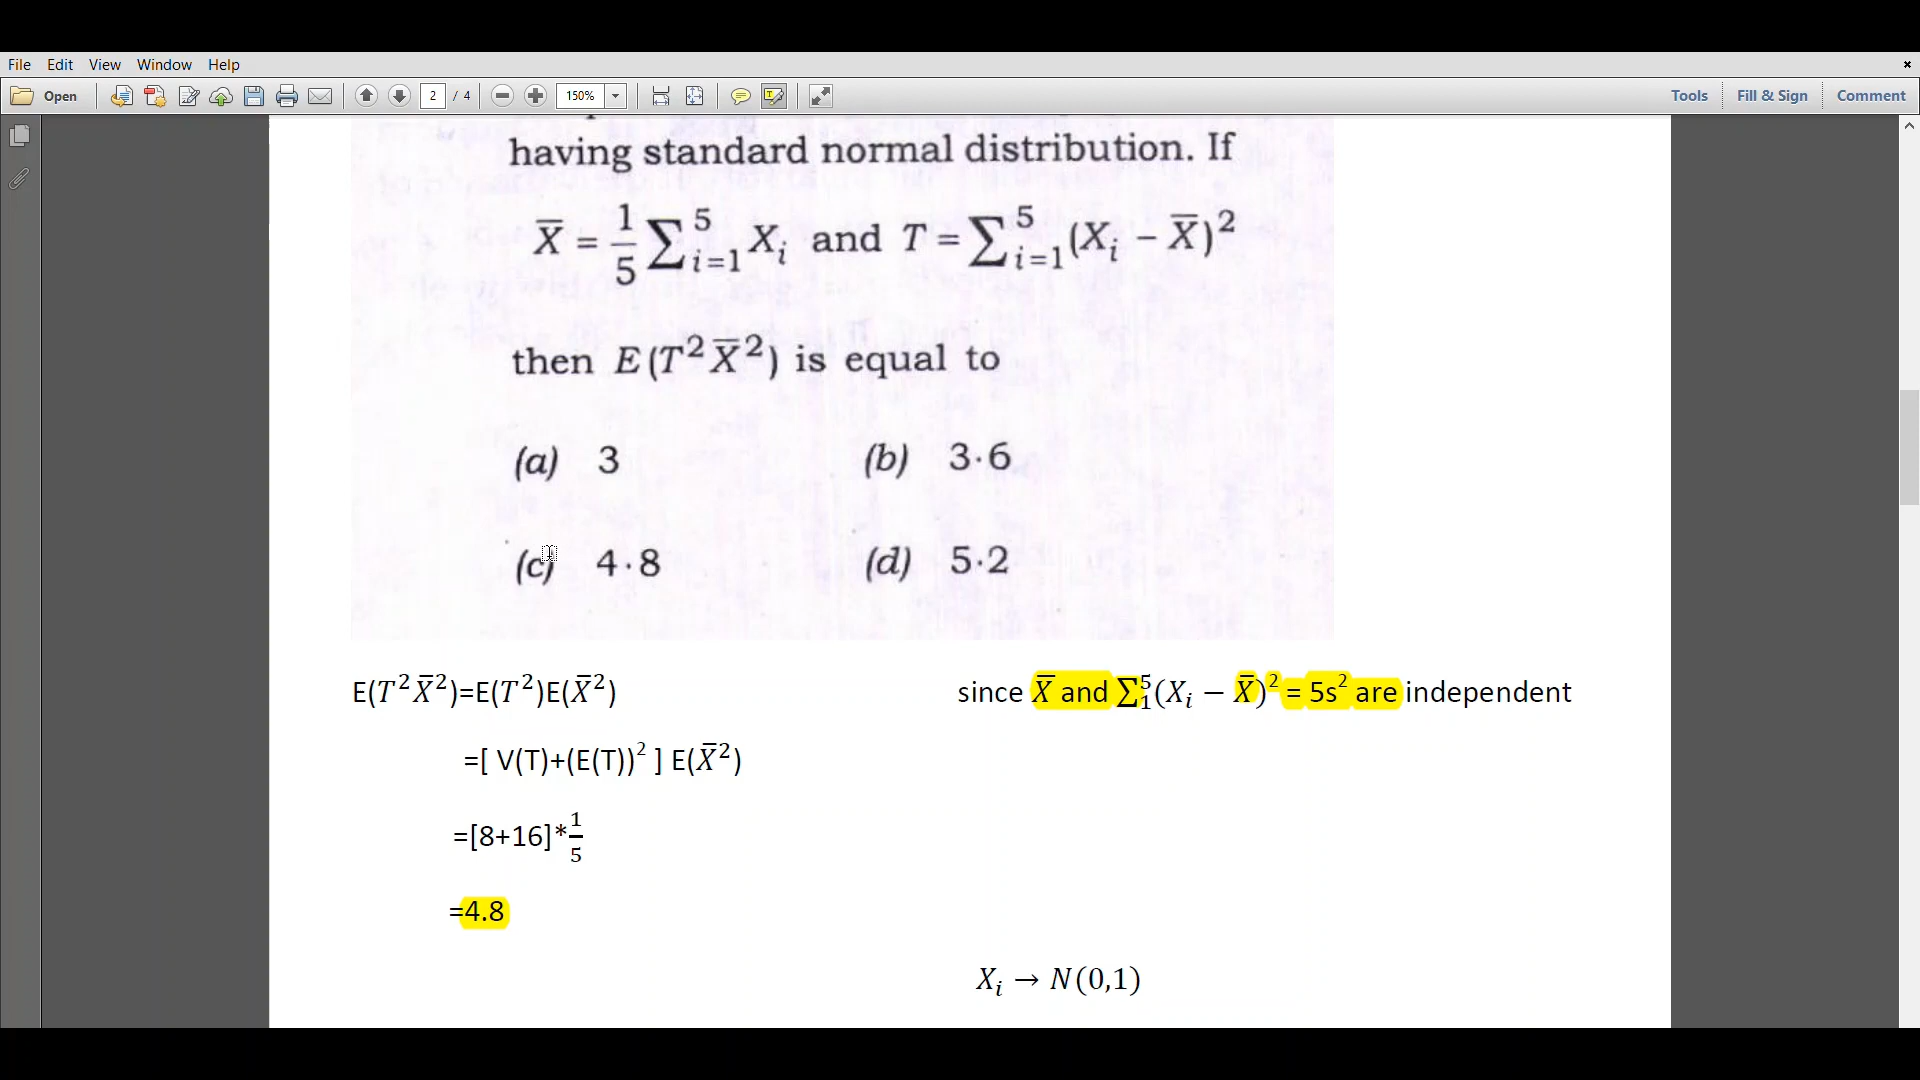 File Edit View Window Help
Open 2 / 4 150% Tools Fill & Sign Comment
having standard normal distribution. If
X̅ = 1/5 ∑⁵ᵢ₌₁ Xᵢ and T = ∑⁵ᵢ₌₁ (Xᵢ − X̅)²
then E(T² X̅²) is equal to
(a) 3 (b) 3·6
(c) 4·8 (d) 5·2
E(T² X̅²)=E(T²)E(X̅²) since X̅ and ∑⁵₁(Xᵢ − X̅)² = 5s² are independent
=[ V(T)+(E(T))² ] E(X̅²)
=[8+16]*1/5
=4.8
Xᵢ → N(0,1)